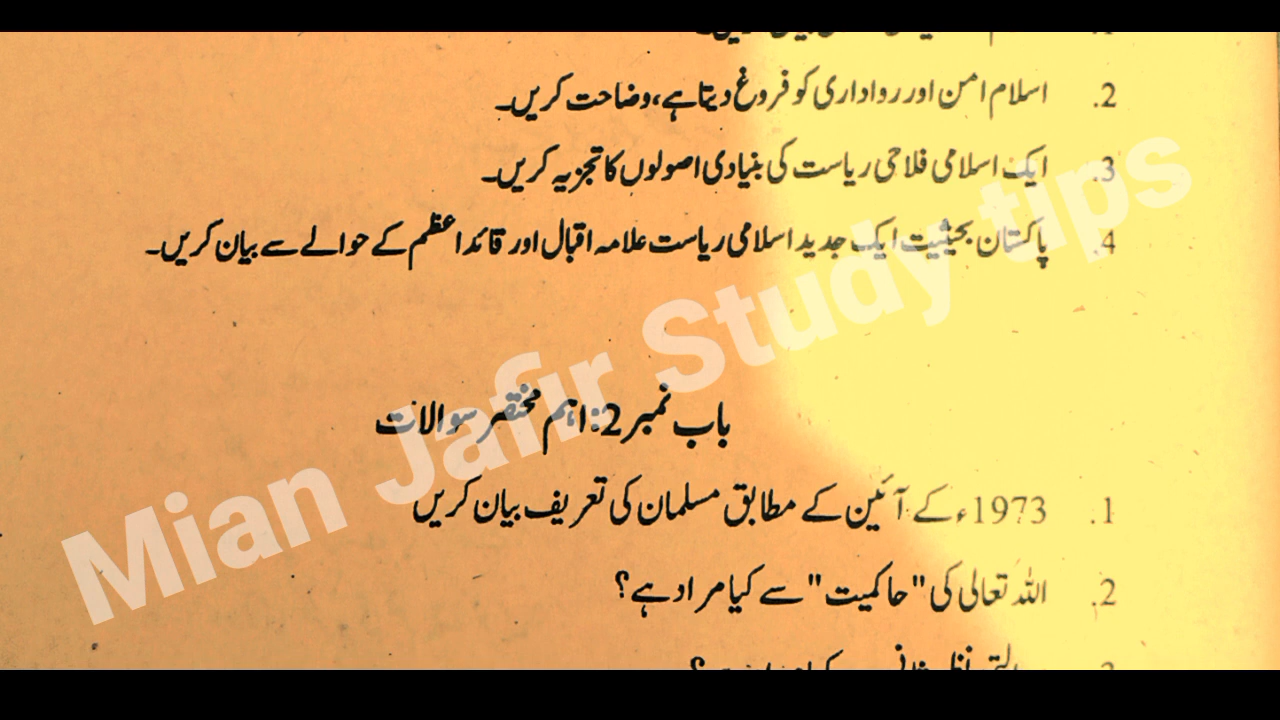 2. اسلام امن اور رواداری کو فروغ دیتا ہے، وضاحت کریں۔
3. ایک اسلامی فلاحی ریاست کی بنیادی اصولوں کا تجزیہ کریں۔
4. پاکستان بحیثیت ایک جدید اسلامی ریاست علامہ اقبال اور قائد اعظم کے حوالے سے بیان کریں۔
باب نمبر 2: اہم مختصر سوالات
1. 1973ء کے آئین کے مطابق مسلمان کی تعریف بیان کریں
2. اللہ تعالی کی "حاکمیت" سے کیا مراد ہے؟
Mian Jafir Study tips